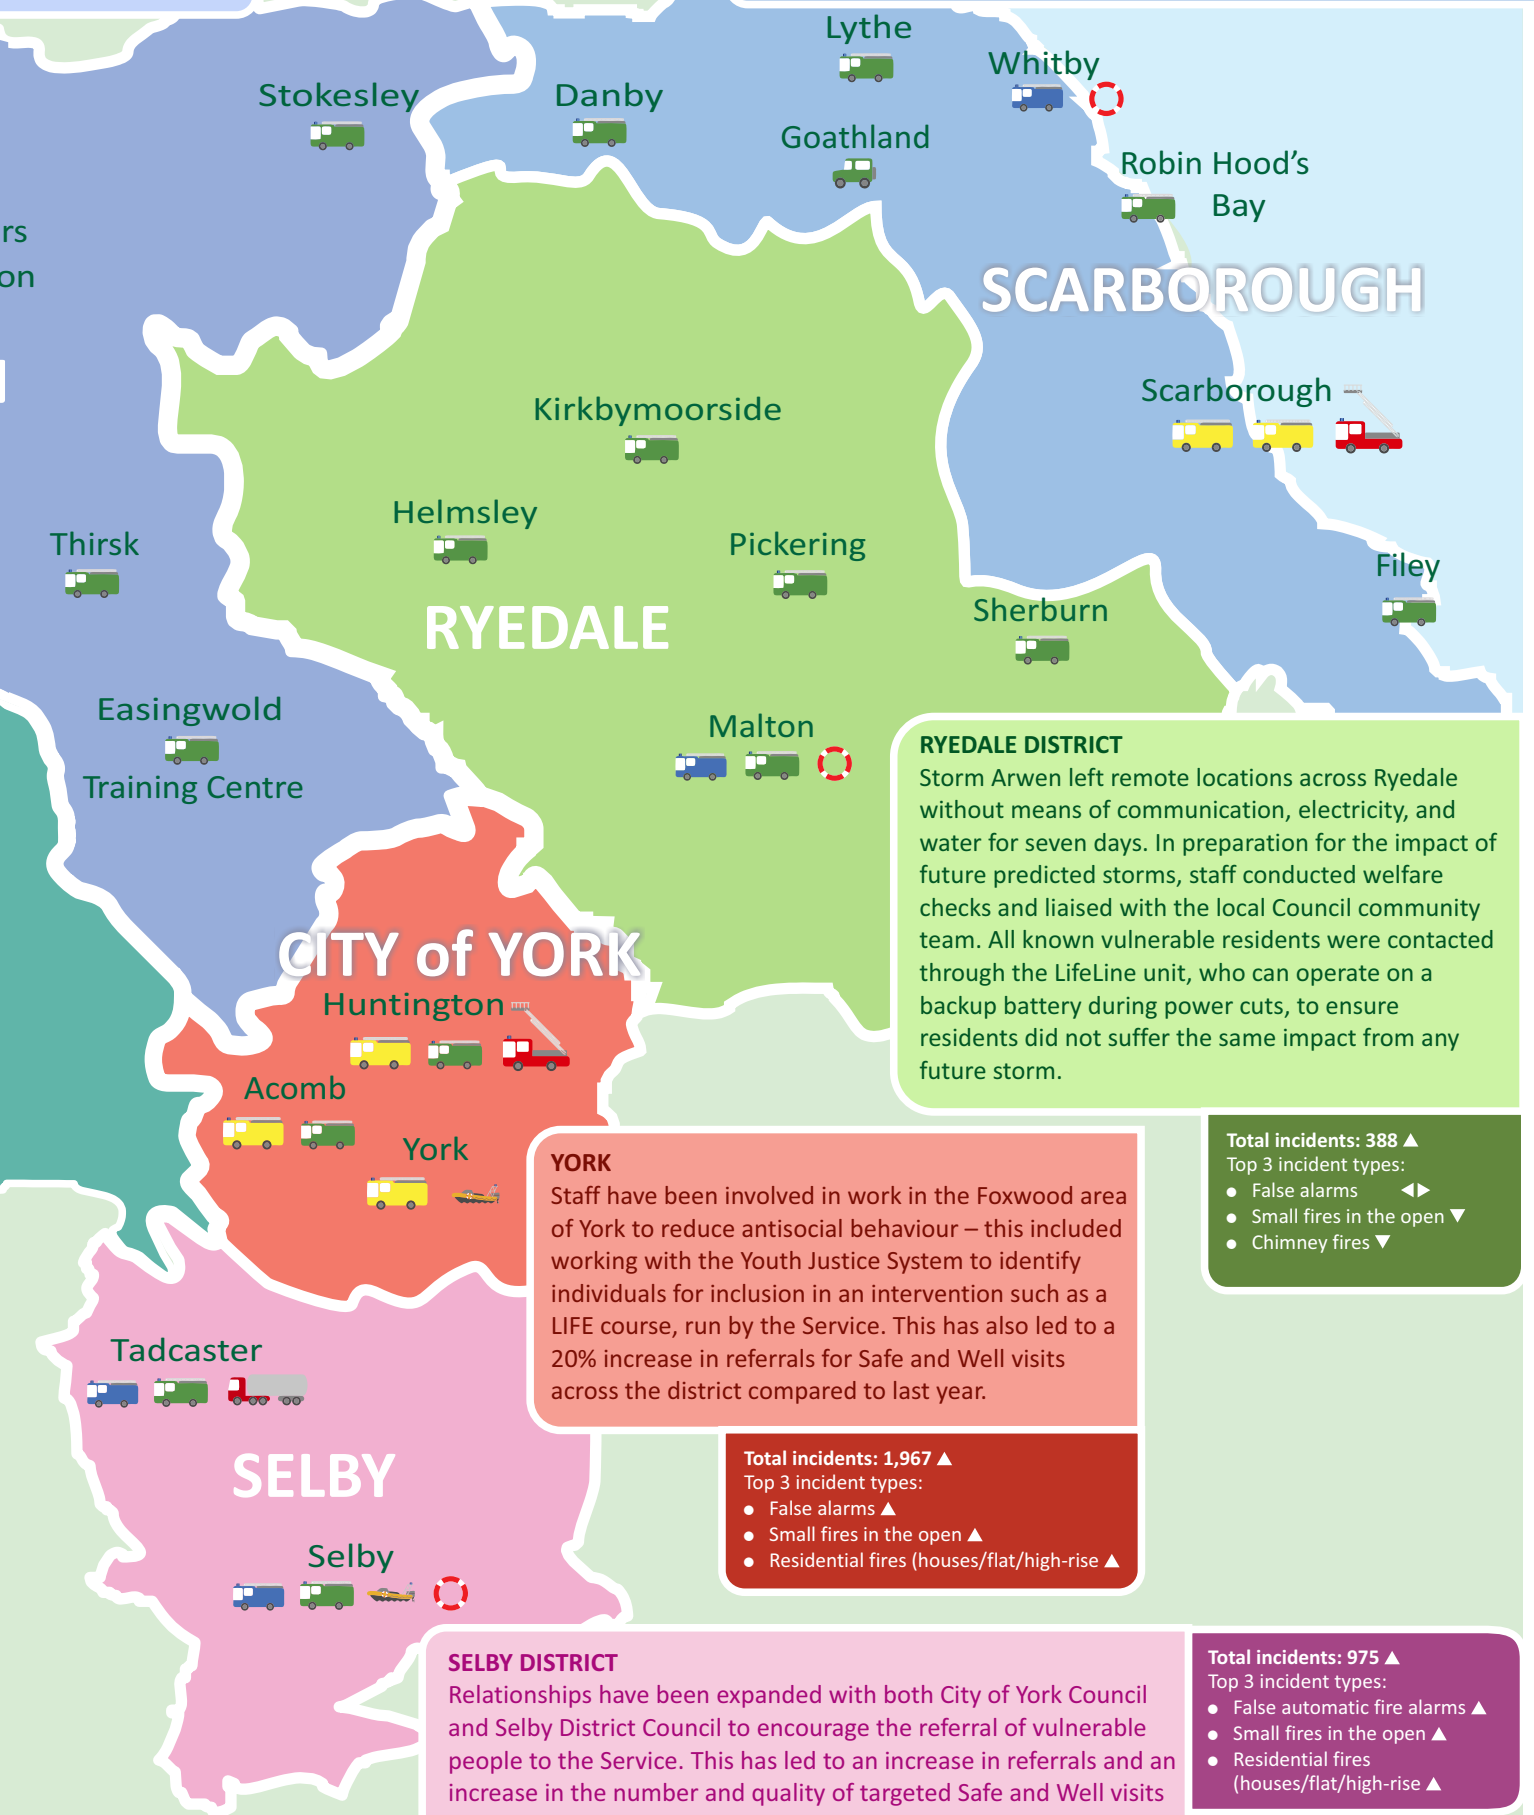 Lythe
Whitby
Stokesley
Danby
Goathland
Robin Hood’s
Bay
rs
on
SCARBOROUGH
Scarborough
Kirkbymoorside
Helmsley
Thirsk
Pickering
Filey
Sherburn
RYEDALE
Easingwold
Training Centre
Malton
RYEDALE DISTRICT
Storm Arwen left remote locations across Ryedale
without means of communication, electricity, and
water for seven days. In preparation for the impact of
future predicted storms, staff conducted welfare
checks and liaised with the local Council community
team. All known vulnerable residents were contacted
through the LifeLine unit, who can operate on a
backup battery during power cuts, to ensure
residents did not suffer the same impact from any
future storm.
Total incidents: 388 ▲
Top 3 incident types:
● False alarms ◀▶
● Small fires in the open ▼
● Chimney fires ▼
CITY of YORK
Huntington
Acomb
York
YORK
Staff have been involved in work in the Foxwood area
of York to reduce antisocial behaviour – this included
working with the Youth Justice System to identify
individuals for inclusion in an intervention such as a
LIFE course, run by the Service. This has also led to a
20% increase in referrals for Safe and Well visits
across the district compared to last year.
Total incidents: 1,967 ▲
Top 3 incident types:
● False alarms ▲
● Small fires in the open ▲
● Residential fires (houses/flat/high-rise ▲
Tadcaster
SELBY
Selby
SELBY DISTRICT
Relationships have been expanded with both City of York Council
and Selby District Council to encourage the referral of vulnerable
people to the Service. This has led to an increase in referrals and an
increase in the number and quality of targeted Safe and Well visits
Total incidents: 975 ▲
Top 3 incident types:
● False automatic fire alarms ▲
● Small fires in the open ▲
● Residential fires
(houses/flat/high-rise ▲